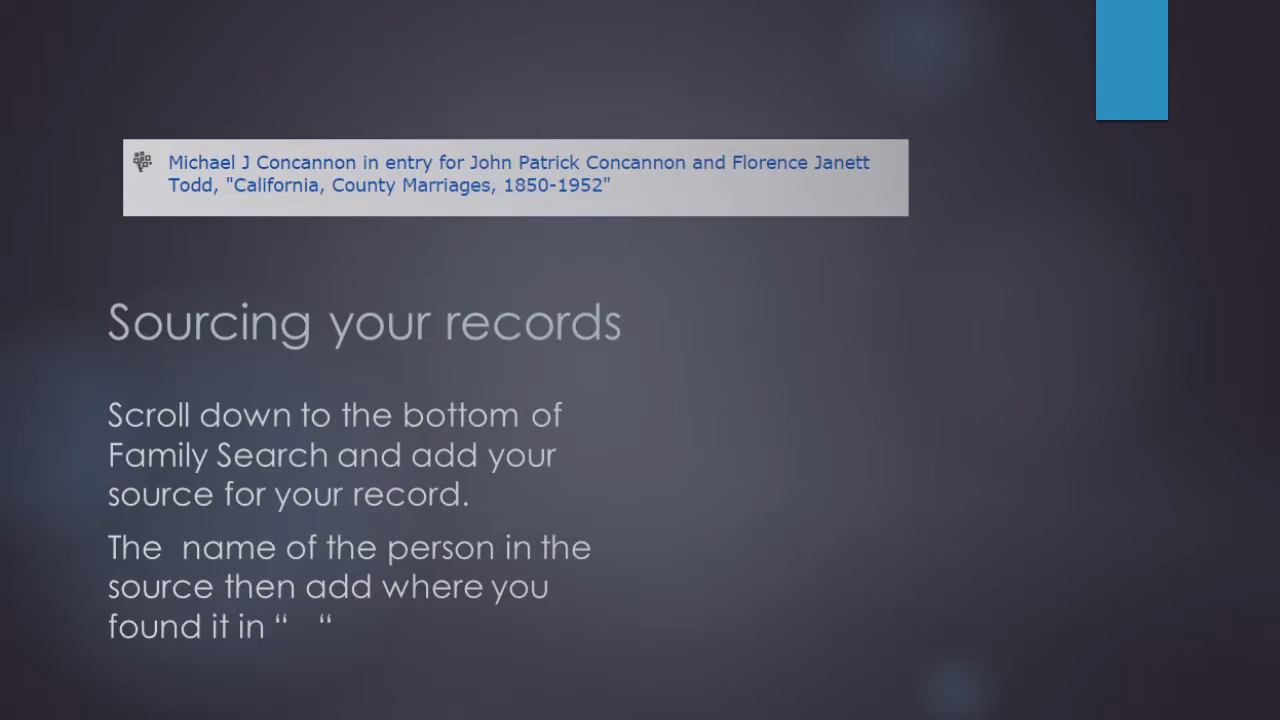 Michael J Concannon in entry for John Patrick Concannon and Florence Janett
Todd, "California, County Marriages, 1850-1952"
Sourcing your records
Scroll down to the bottom of
Family Search and add your
source for your record.
The  name of the person in the
source then add where you
found it in “   “